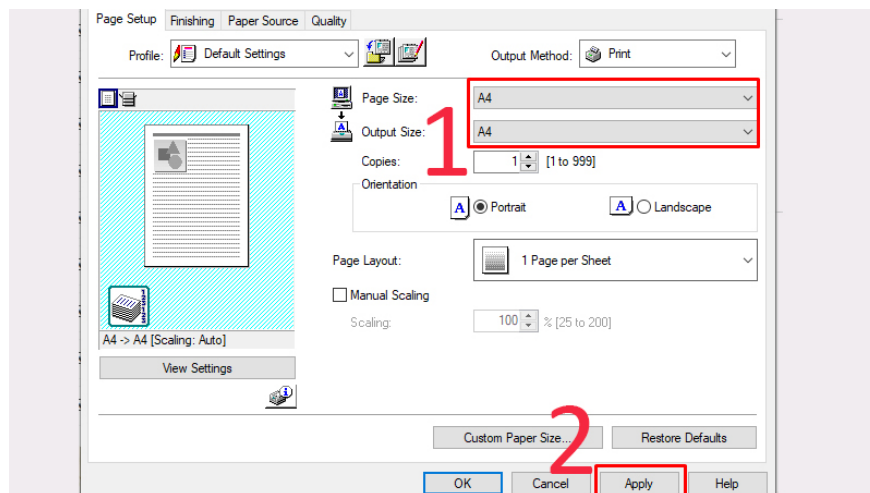 Page Setup Finishing Paper Source Quality
Profile: Default Settings Output Method: Print
Page Size: A4
Output Size: A4
1
Copies: 1 [1 to 999]
Orientation
A Portrait A Landscape
Page Layout: 1 Page per Sheet
Manual Scaling
Scaling: 100 % [25 to 200]
A4 -> A4 [Scaling: Auto]
View Settings
2
Custom Paper Size... Restore Defaults
OK Cancel Apply Help